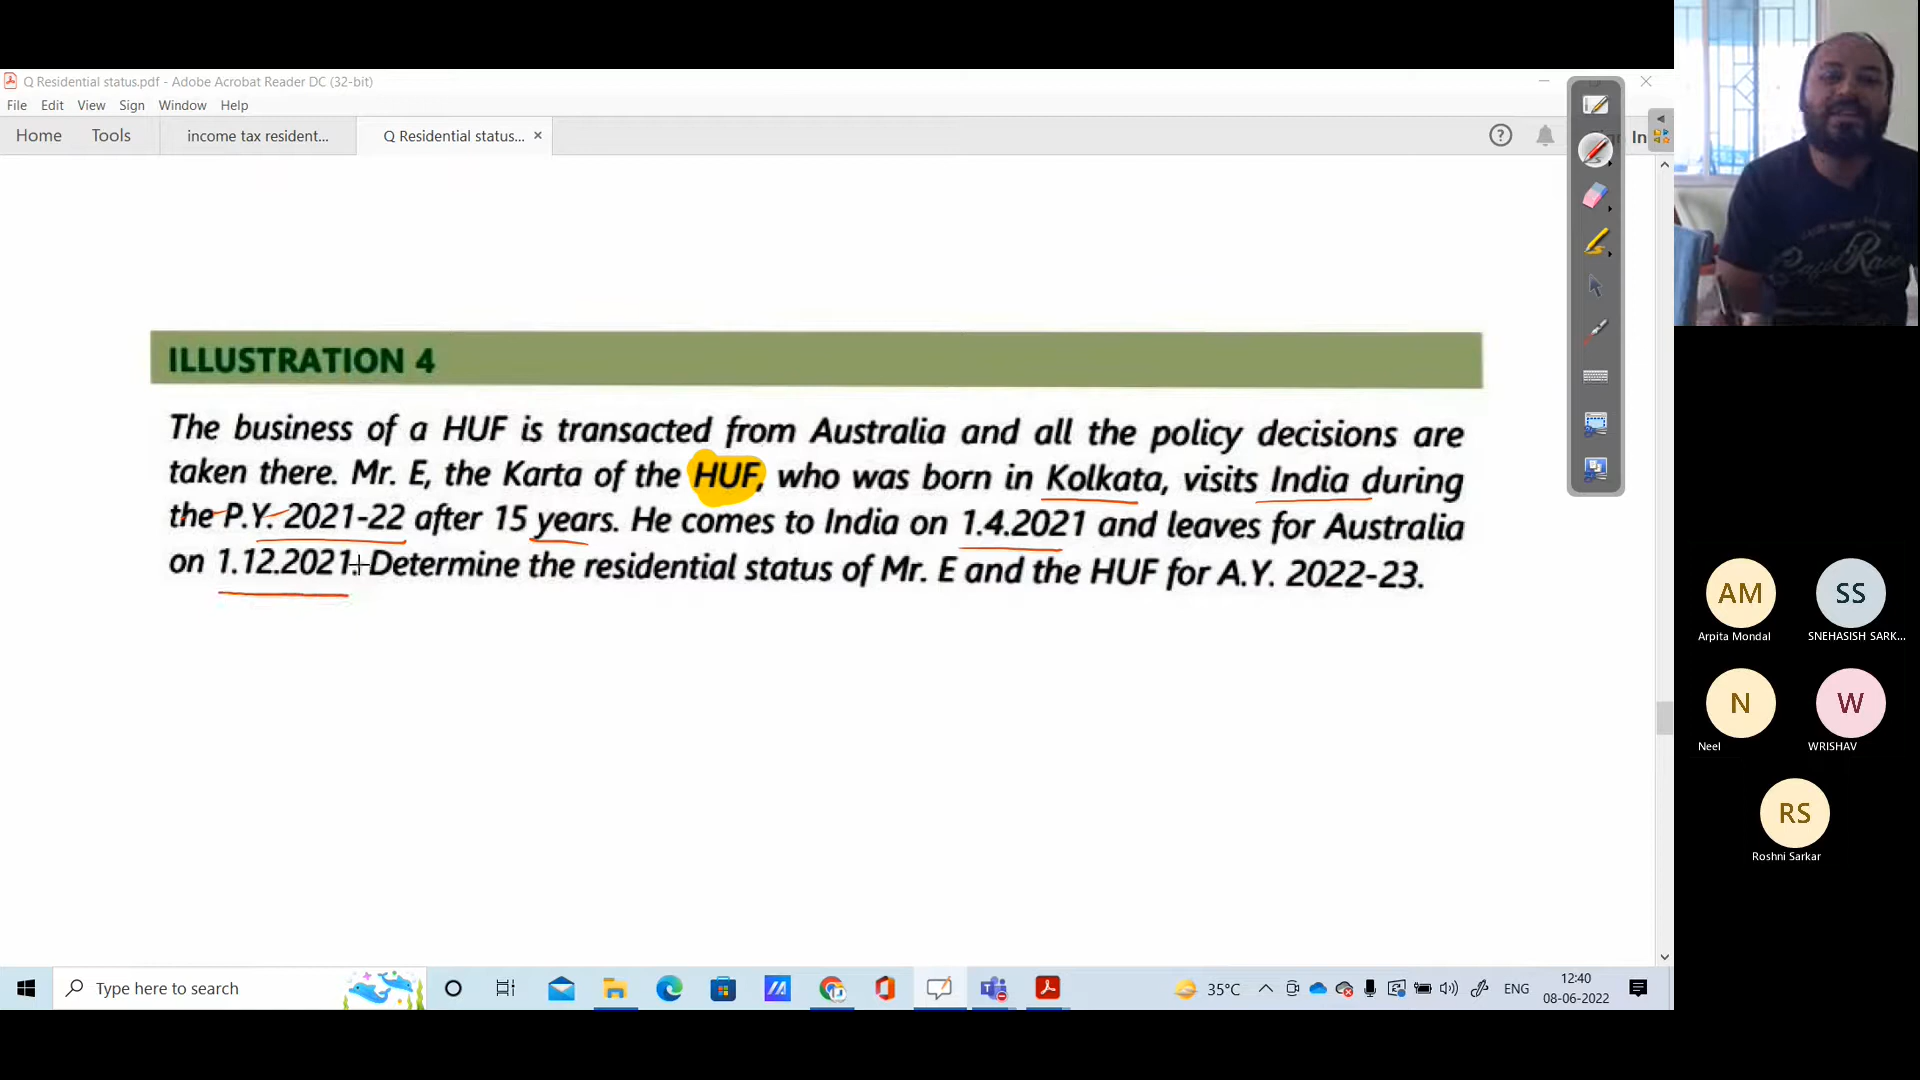 Q Residential status.pdf - Adobe Acrobat Reader DC (32-bit)
File Edit View Sign Window Help
Home Tools income tax resident... Q Residential status... × In
ILLUSTRATION 4
The business of a HUF is transacted from Australia and all the policy decisions are
taken there. Mr. E, the Karta of the HUF, who was born in Kolkata, visits India during
the P.Y. 2021-22 after 15 years. He comes to India on 1.4.2021 and leaves for Australia
on 1.12.2021. Determine the residential status of Mr. E and the HUF for A.Y. 2022-23.
AM SS
Arpita Mondal SNEHASISH SARK...
N W
Neel WRISHAV
RS
Roshni Sarkar
Type here to search 35°C ENG 12:40
08-06-2022